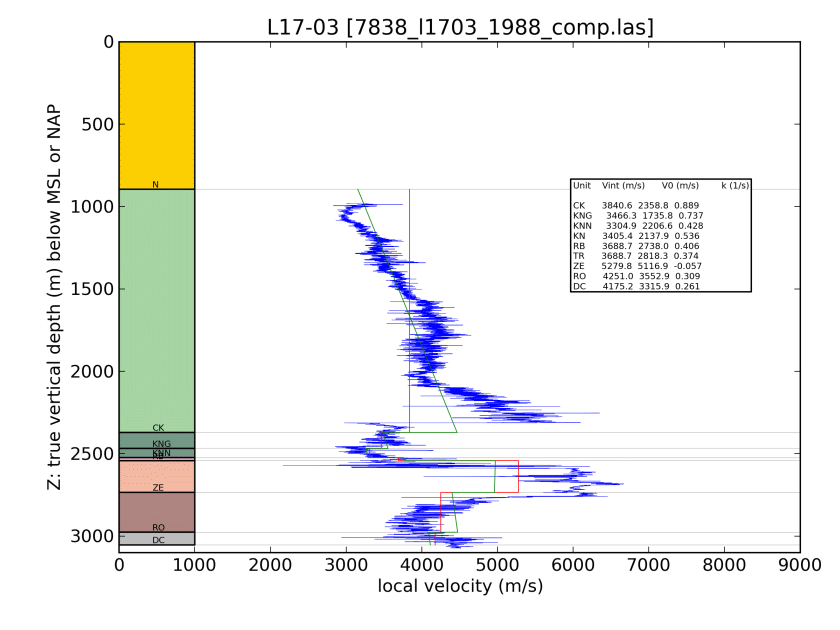 L17-03 [7838_l1703_1988_comp.las]
Z: true vertical depth (m) below MSL or NAP
0
500
1000
1500
2000
2500
3000
N
CK
KNG
KNN
ZE
RO
DC
Unit Vint (m/s) V0 (m/s) k (1/s)
CK 3840.6 2358.8 0.889
KNG 3466.3 1735.8 0.737
KNN 3304.9 2206.6 0.428
KN 3405.4 2137.9 0.536
RB 3688.7 2738.0 0.406
TR 3688.7 2818.3 0.374
ZE 5279.8 5116.9 -0.057
RO 4251.0 3552.9 0.309
DC 4175.2 3315.9 0.261
0 1000 2000 3000 4000 5000 6000 7000 8000 9000
local velocity (m/s)